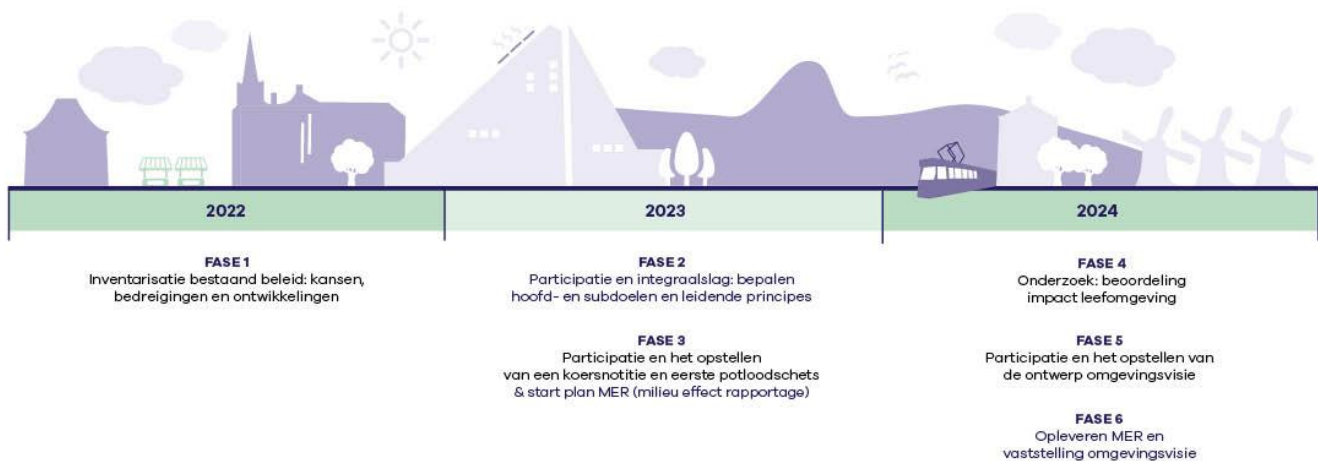 2022
FASE 1
Inventarisatie bestaand beleid: kansen,
bedreigingen en ontwikkelingen
2023
FASE 2
Participatie en integraalslag: bepalen
hoofd- en subdoelen en leidende principes
FASE 3
Participatie en het opstellen
van een koersnotitie en eerste potloodschets
& start plan MER (milieu effect rapportage)
2024
FASE 4
Onderzoek: beoordeling
impact leefomgeving
FASE 5
Participatie en het opstellen van
de ontwerp omgevingsvisie
FASE 6
Opleveren MER en
vaststelling omgevingsvisie